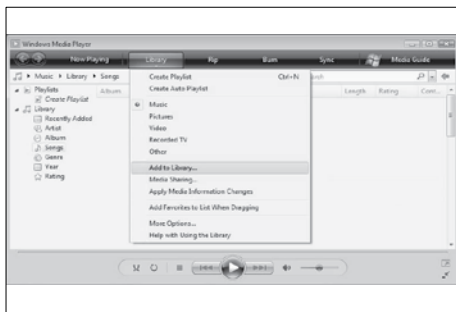 Windows Media Player
Now Playing Library Rip Burn Sync Media Guide
Music Library Songs
Create Playlist Ctrl+N
Create Auto Playlist
Music
Pictures
Video
Recorded TV
Other
Add to Library...
Media Sharing...
Apply Media Information Changes
Add Favorites to List When Dragging
More Options...
Help with Using the Library
Playlists
Create Playlist
Library
Recently Added
Artist
Album
Songs
Genre
Year
Rating
Album Length Rating Cont...